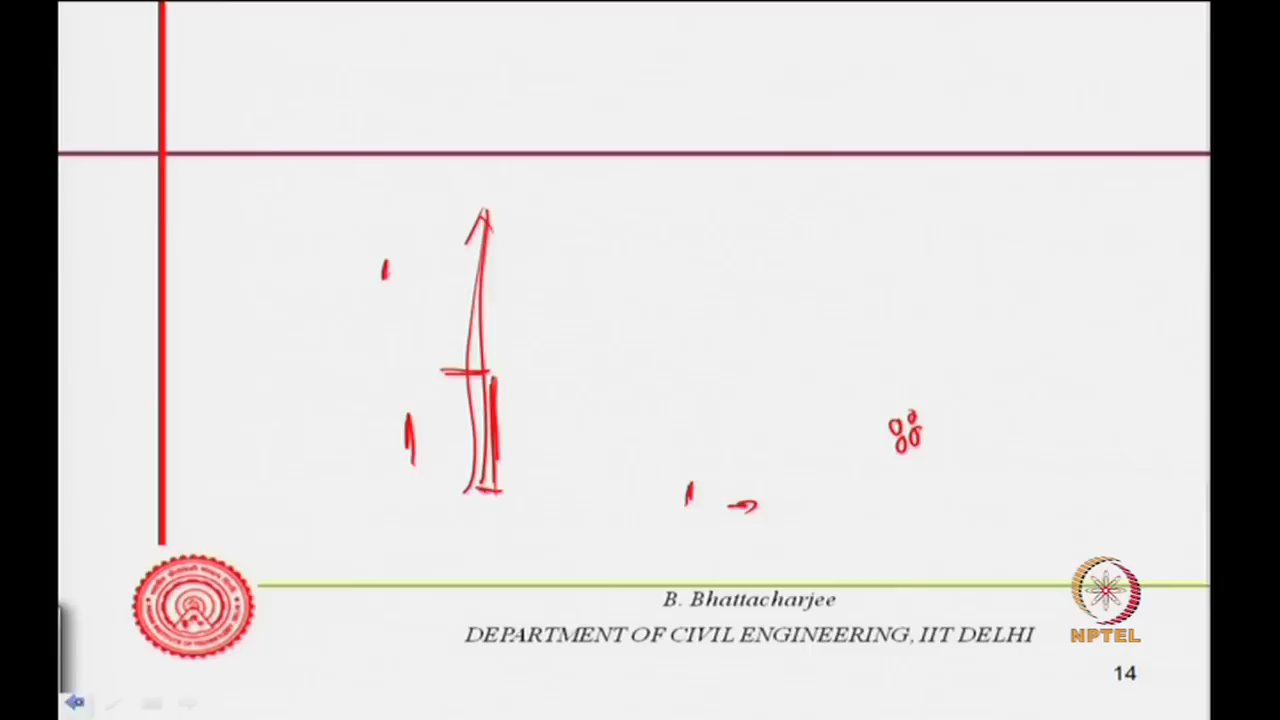 B. Bhattacharjee
DEPARTMENT OF CIVIL ENGINEERING, IIT DELHI
NPTEL
14